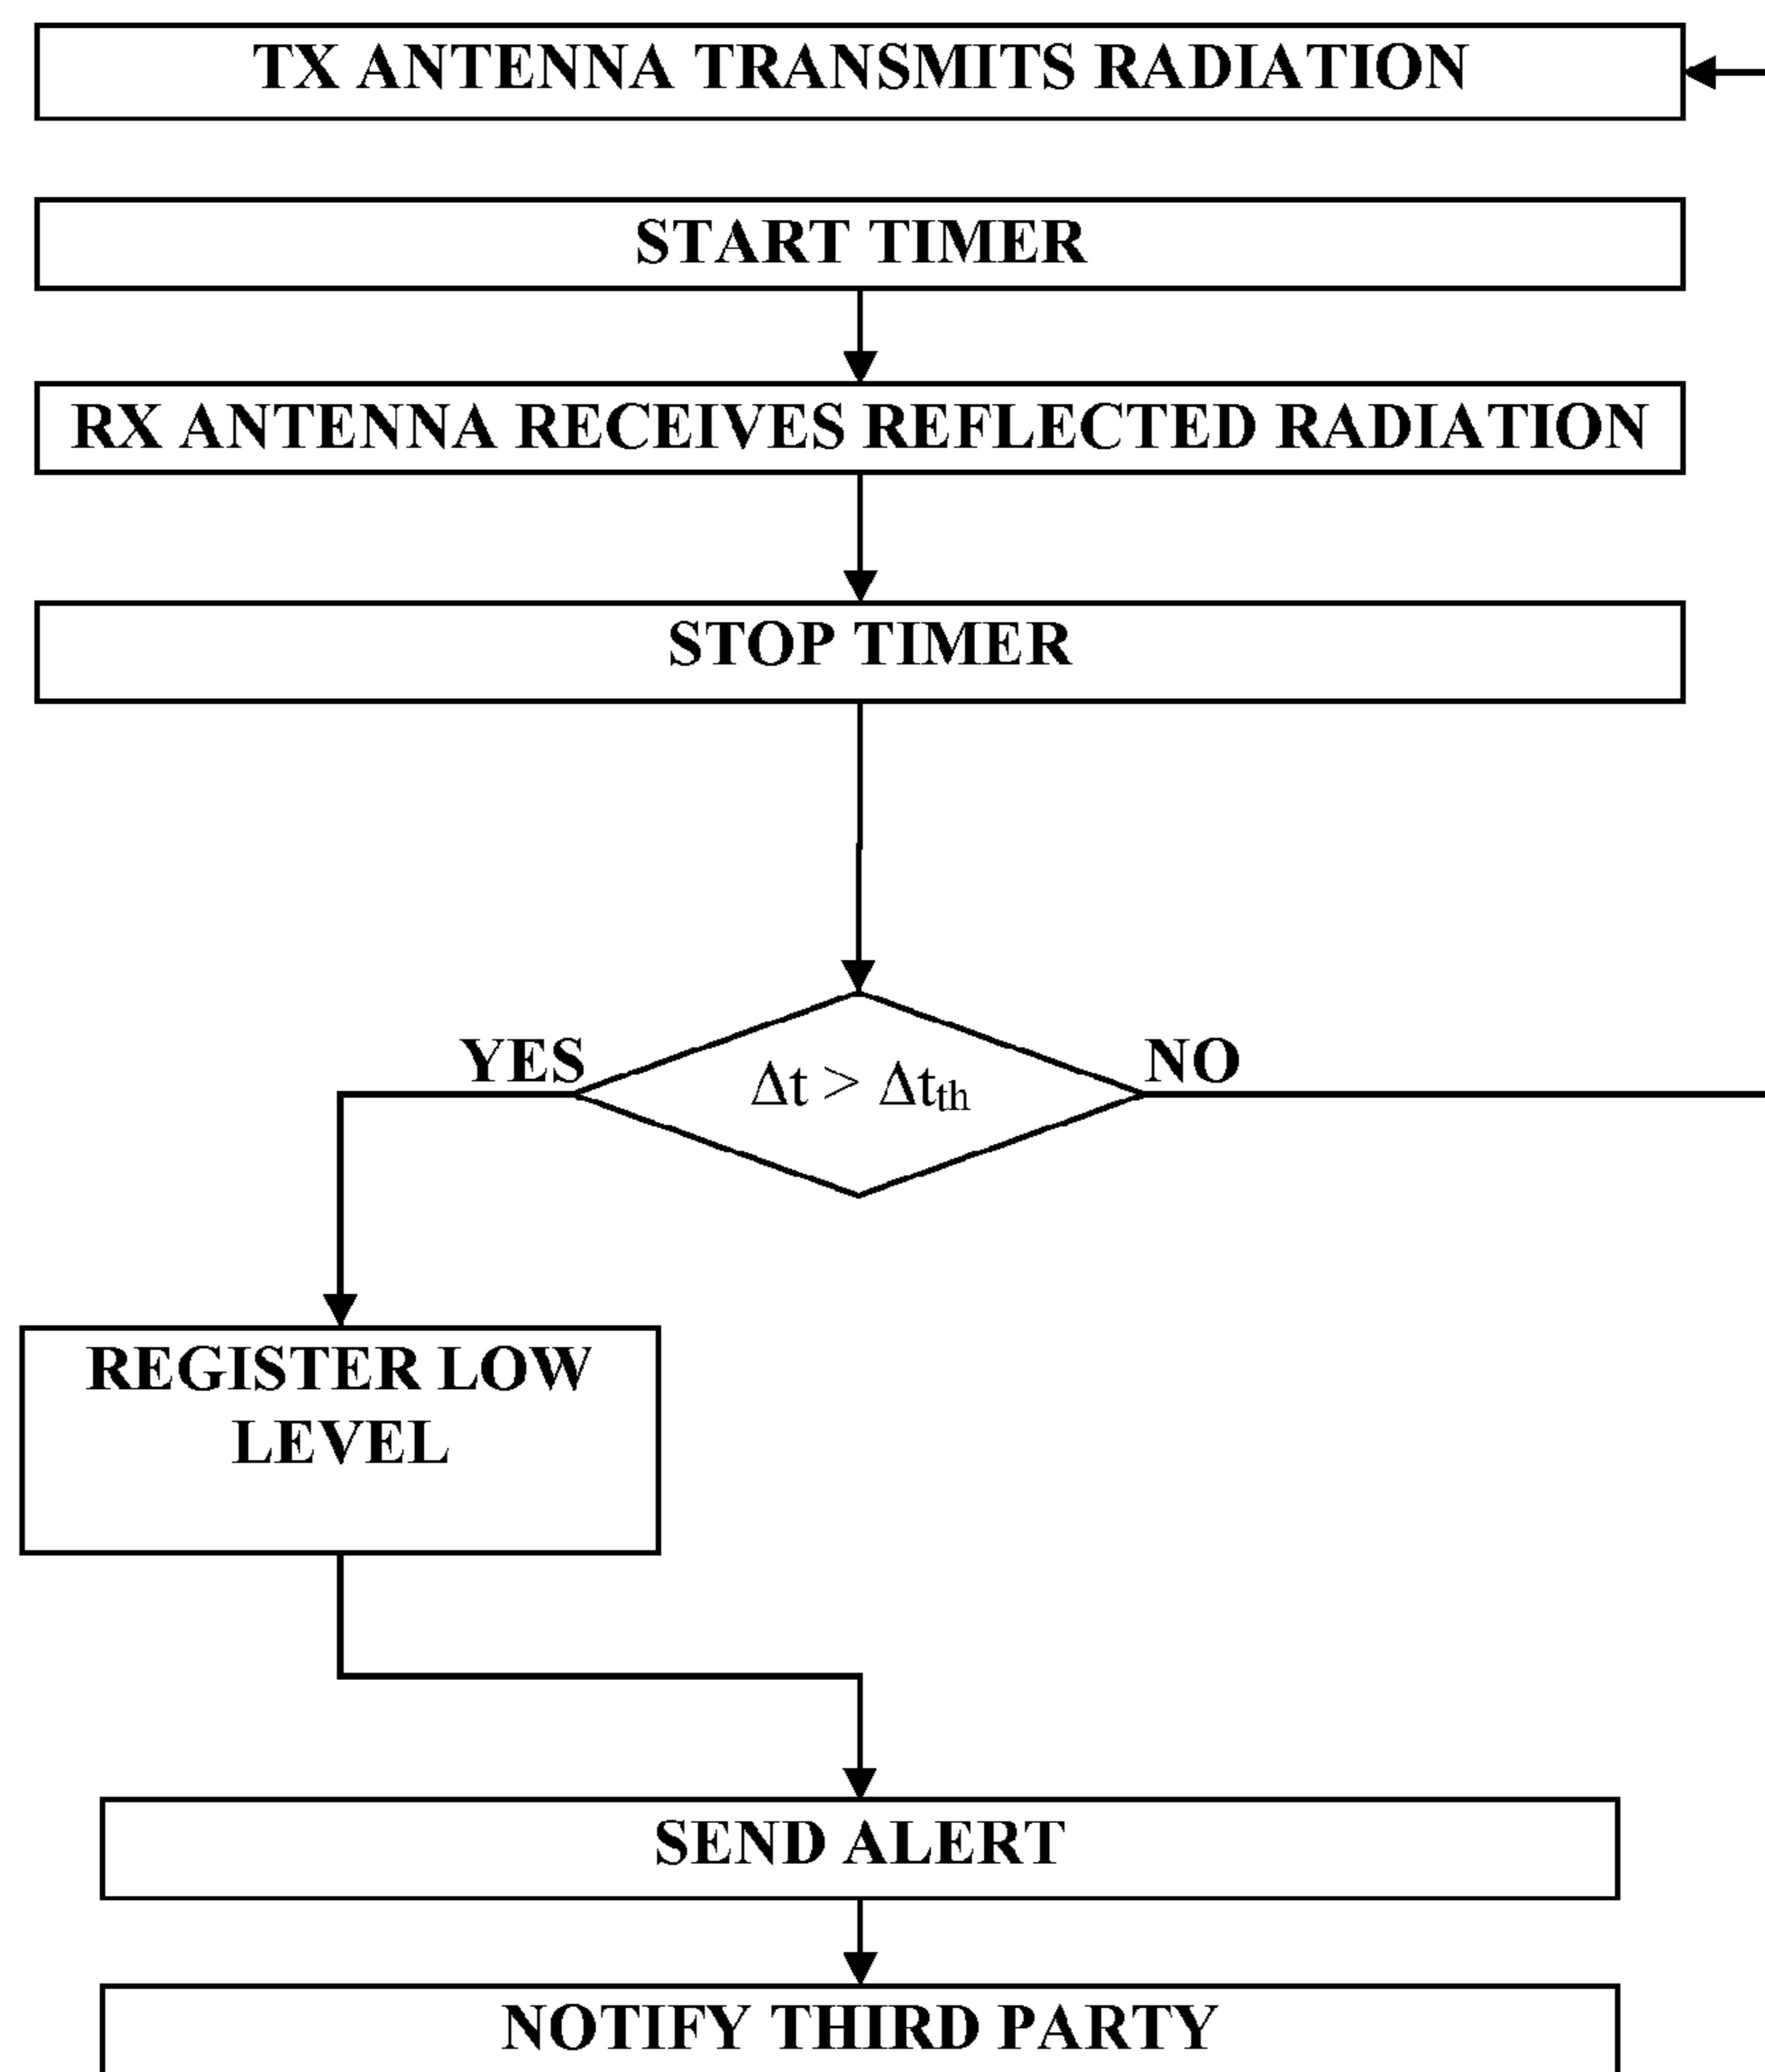 TX ANTENNA TRANSMITS RADIATION
START TIMER
RX ANTENNA RECEIVES REFLECTED RADIATION
STOP TIMER
YES
Δt > Δtth
NO
REGISTER LOW
LEVEL
SEND ALERT
NOTIFY THIRD PARTY